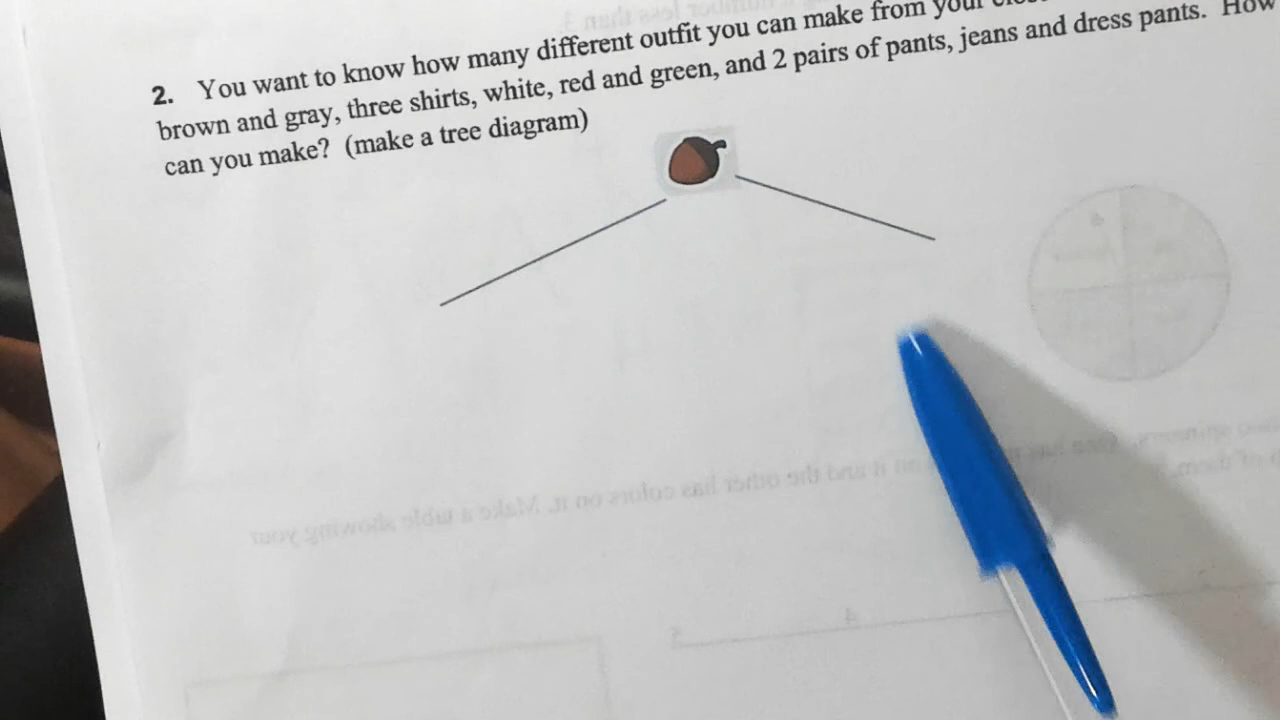 2. You want to know how many different outfit you can make from your
brown and gray, three shirts, white, red and green, and 2 pairs of pants, jeans and dress pants. How
can you make? (make a tree diagram)